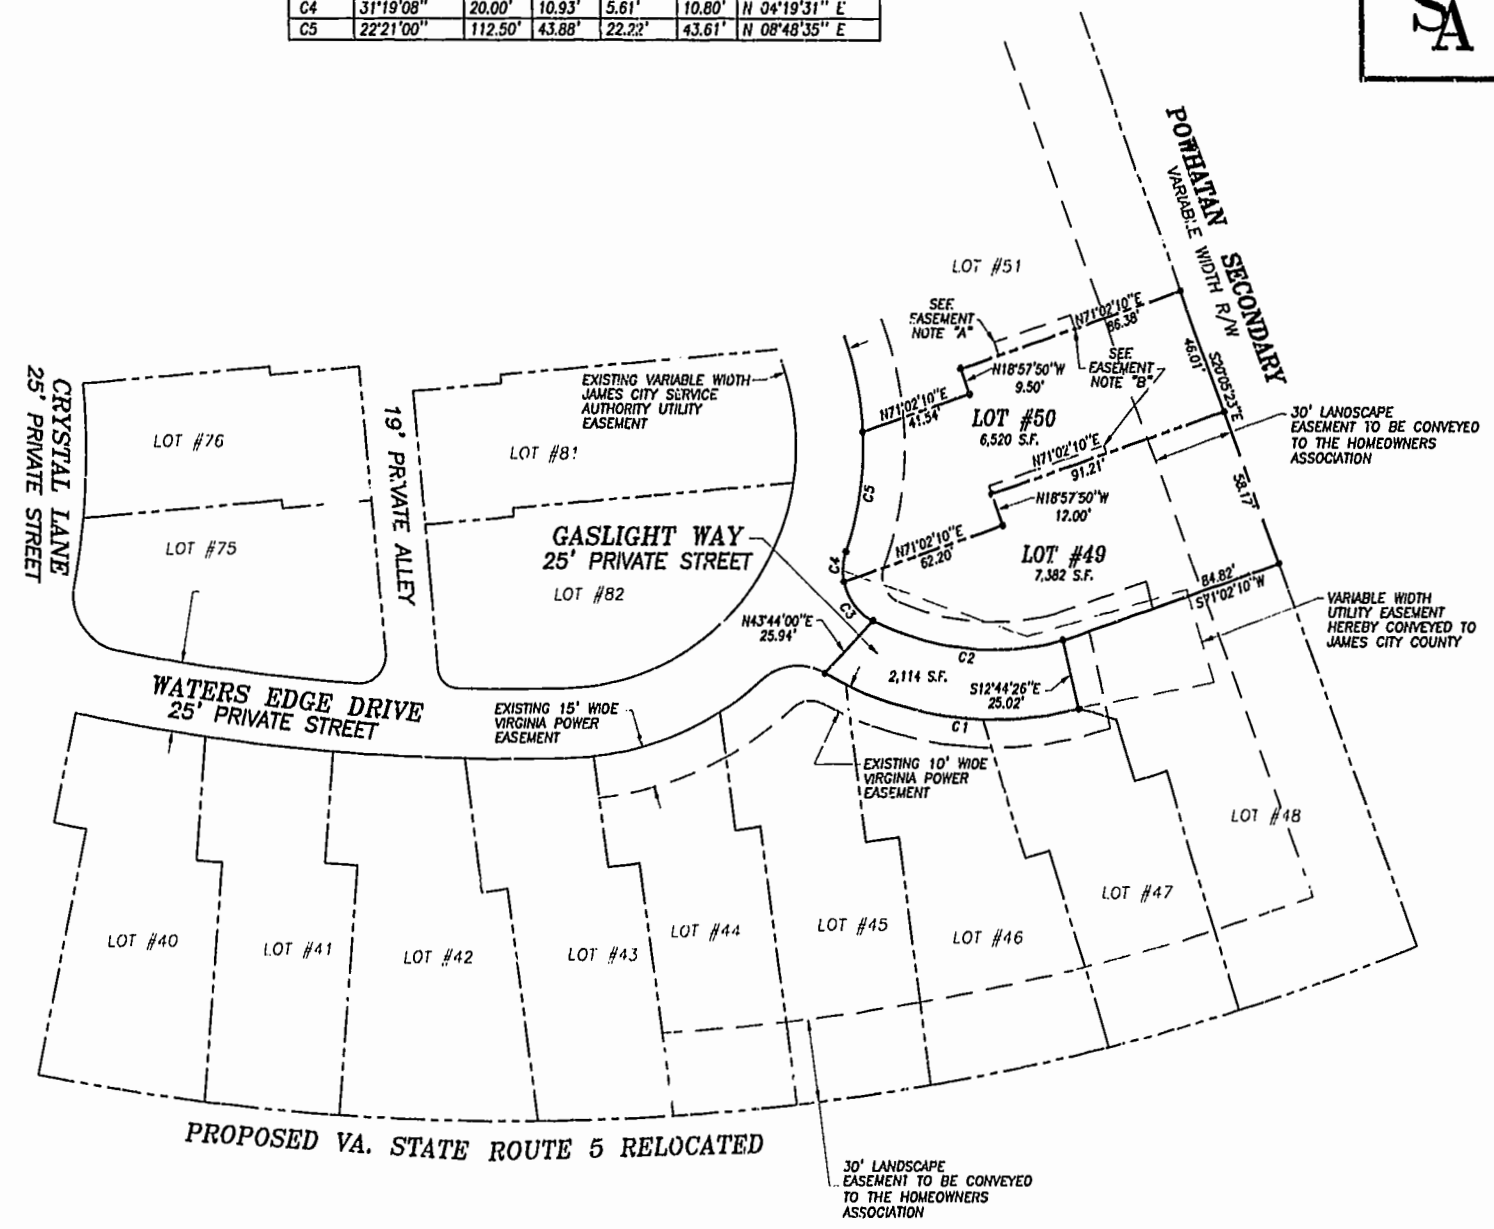 C4 31°19'08" 20.00' 10.93' 5.61' 10.80' N 04°19'31" E
C5 22°21'00" 112.50' 43.88' 22.22' 43.61' N 08°48'35" E
SA
POWHATAN SECONDARY
VARIABLE WIDTH R/W
LOT #51
SEE
EASEMENT
NOTE "A"
N71°02'10"E
86.38'
N18°57'50"W
9.50'
SEE
EASEMENT
NOTE "B"
46.01'
S20°05'23"E
N71°02'10"E
41.54'
LOT #50
6,520 S.F.
30' LANDSCAPE
EASEMENT TO BE CONVEYED
TO THE HOMEOWNERS
ASSOCIATION
N71°02'10"E
91.21'
58.17'
N18°57'50"W
12.00'
C5
N71°02'10"E
62.20'
LOT #49
7,382 S.F.
C4
84.82'
S71°02'10"W
VARIABLE WIDTH
UTILITY EASEMENT
HEREBY CONVEYED TO
JAMES CITY COUNTY
CRYSTAL LANE
25' PRIVATE STREET
LOT #76
LOT #75
19' PRIVATE ALLEY
EXISTING VARIABLE WIDTH
JAMES CITY SERVICE
AUTHORITY UTILITY
EASEMENT
LOT #81
GASLIGHT WAY
25' PRIVATE STREET
LOT #82
N43°44'00"E
25.94'
C3
C2
2,114 S.F.
S12°44'26"E
25.02'
C1
WATERS EDGE DRIVE
25' PRIVATE STREET
EXISTING 15' WIDE
VIRGINIA POWER
EASEMENT
EXISTING 10' WIDE
VIRGINIA POWER
EASEMENT
LOT #48
LOT #47
LOT #40
LOT #41
LOT #42
LOT #43
LOT #44
LOT #45
LOT #46
PROPOSED VA. STATE ROUTE 5 RELOCATED
30' LANDSCAPE
EASEMENT TO BE CONVEYED
TO THE HOMEOWNERS
ASSOCIATION